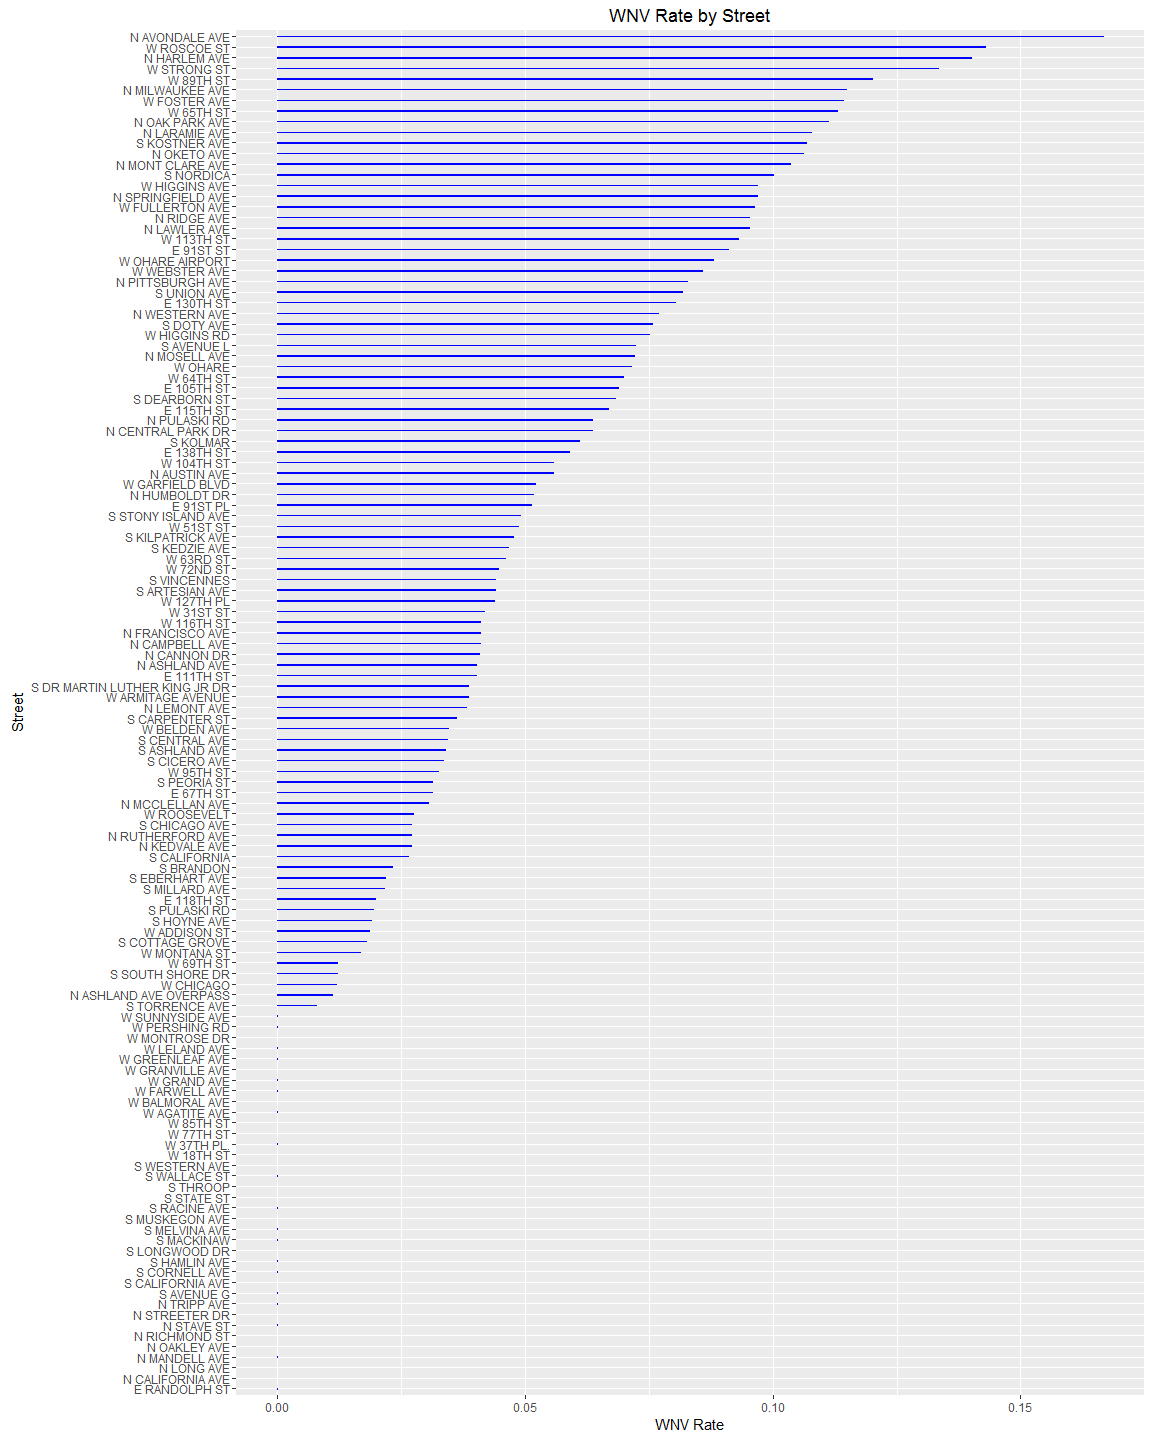 WNV Rate by Street
N AVONDALE AVE
W ROSCOE ST
N HARLEM AVE
W STRONG ST
W 89TH ST
N MILWAUKEE AVE
W FOSTER AVE
W 65TH ST
N OAK PARK AVE
N LARAMIE AVE
S KOSTNER AVE
N OKETO AVE
N MONT CLARE AVE
S NORDICA
W HIGGINS AVE
N SPRINGFIELD AVE
W FULLERTON AVE
N RIDGE AVE
N LAWLER AVE
W 113TH ST
E 91ST ST
W OHARE AIRPORT
W WEBSTER AVE
N PITTSBURGH AVE
S UNION AVE
E 130TH ST
N WESTERN AVE
S DOTY AVE
W HIGGINS RD
S AVENUE L
N MOSELL AVE
W OHARE
W 64TH ST
E 105TH ST
S DEARBORN ST
E 115TH ST
N PULASKI RD
N CENTRAL PARK DR
S KOLMAR
E 138TH ST
W 104TH ST
N AUSTIN AVE
W GARFIELD BLVD
N HUMBOLDT DR
E 91ST PL
S STONY ISLAND AVE
W 51ST ST
S KILPATRICK AVE
S KEDZIE AVE
W 63RD ST
W 72ND ST
S VINCENNES
S ARTESIAN AVE
W 127TH PL
W 31ST ST
W 116TH ST
N FRANCISCO AVE
N CAMPBELL AVE
N CANNON DR
N ASHLAND AVE
E 111TH ST
S DR MARTIN LUTHER KING JR DR
W ARMITAGE AVENUE
N LEMONT AVE
S CARPENTER ST
W BELDEN AVE
S CENTRAL AVE
S ASHLAND AVE
S CICERO AVE
W 95TH ST
S PEORIA ST
E 67TH ST
N MCCLELLAN AVE
W ROOSEVELT
S CHICAGO AVE
N RUTHERFORD AVE
N KEDVALE AVE
S CALIFORNIA
S BRANDON
S EBERHART AVE
S MILLARD AVE
E 118TH ST
S PULASKI RD
S HOYNE AVE
W ADDISON ST
S COTTAGE GROVE
W MONTANA ST
W 69TH ST
S SOUTH SHORE DR
W CHICAGO
N ASHLAND AVE OVERPASS
S TORRENCE AVE
W SUNNYSIDE AVE
W PERSHING RD
W MONTROSE DR
W LELAND AVE
W GREENLEAF AVE
W GRANVILLE AVE
W GRAND AVE
W FARWELL AVE
W BALMORAL AVE
W AGATITE AVE
W 85TH ST
W 77TH ST
W 37TH PL.
W 18TH ST
S WESTERN AVE
S WALLACE ST
S THROOP
S STATE ST
S RACINE AVE
S MUSKEGON AVE
S MELVINA AVE
S MACKINAW
S LONGWOOD DR
S HAMLIN AVE
S CORNELL AVE
S CALIFORNIA AVE
S AVENUE G
N TRIPP AVE
N STREETER DR
N STAVE ST
N RICHMOND ST
N OAKLEY AVE
N MANDELL AVE
N LONG AVE
N CALIFORNIA AVE
E RANDOLPH ST
Street
0.00 0.05 0.10 0.15
WNV Rate